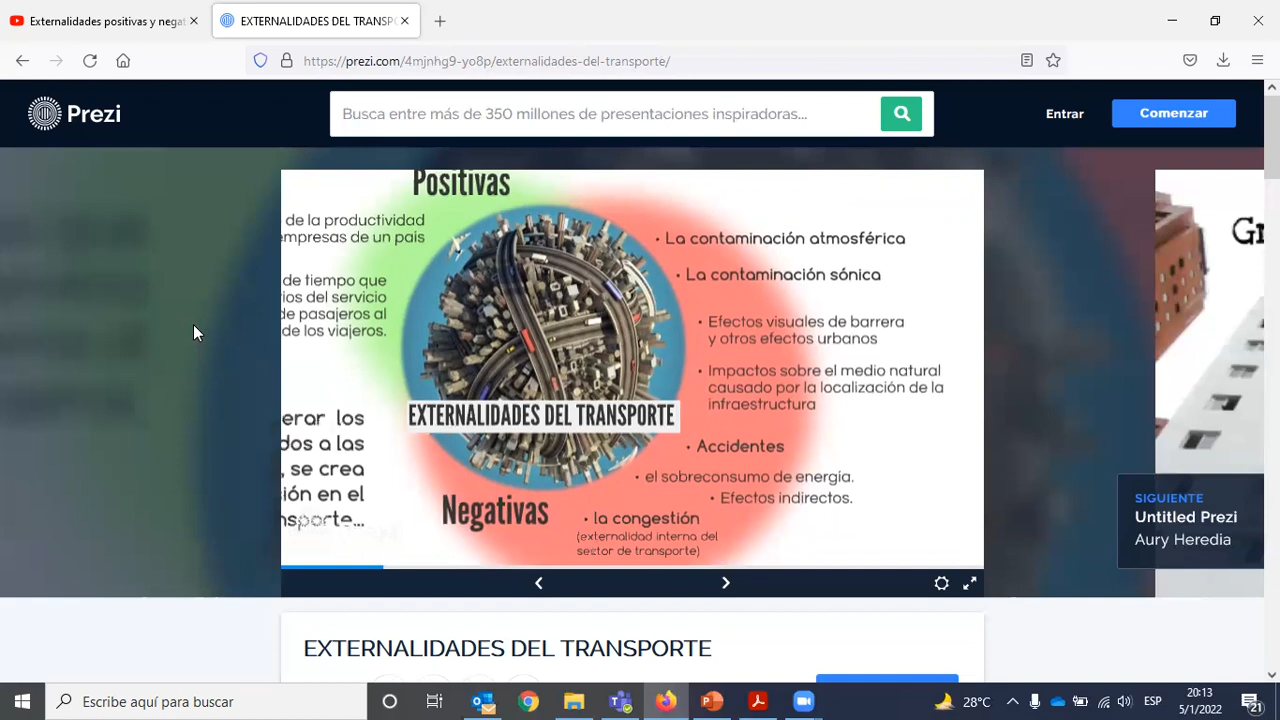 Externalidades positivas y negat
EXTERNALIDADES DEL TRANSP
https://prezi.com/4mjnhg9-yo8p/externalidades-del-transporte/
Prezi
Busca entre más de 350 millones de presentaciones inspiradoras...
Entrar
Comenzar
Positivas
de la productividad
empresas de un pais
de tiempo que
ios del servicio
de pasajeros al
de los viajeros.
erar los
dos a las
, se crea
ión en el
nsporte...
EXTERNALIDADES DEL TRANSPORTE
• La contaminación atmosférica
• La contaminación sónica
• Efectos visuales de barrera
y otros efectos urbanos
• Impactos sobre el medio natural
causado por la localización de la
infraestructura
• Accidentes
• el sobreconsumo de energía.
• Efectos indirectos.
Negativas
• la congestión
(externalidad interna del
sector de transporte)
Gr
SIGUIENTE
Untitled Prezi
Aury Heredia
EXTERNALIDADES DEL TRANSPORTE
Escribe aquí para buscar
28°C
ESP
20:13
5/1/2022
21